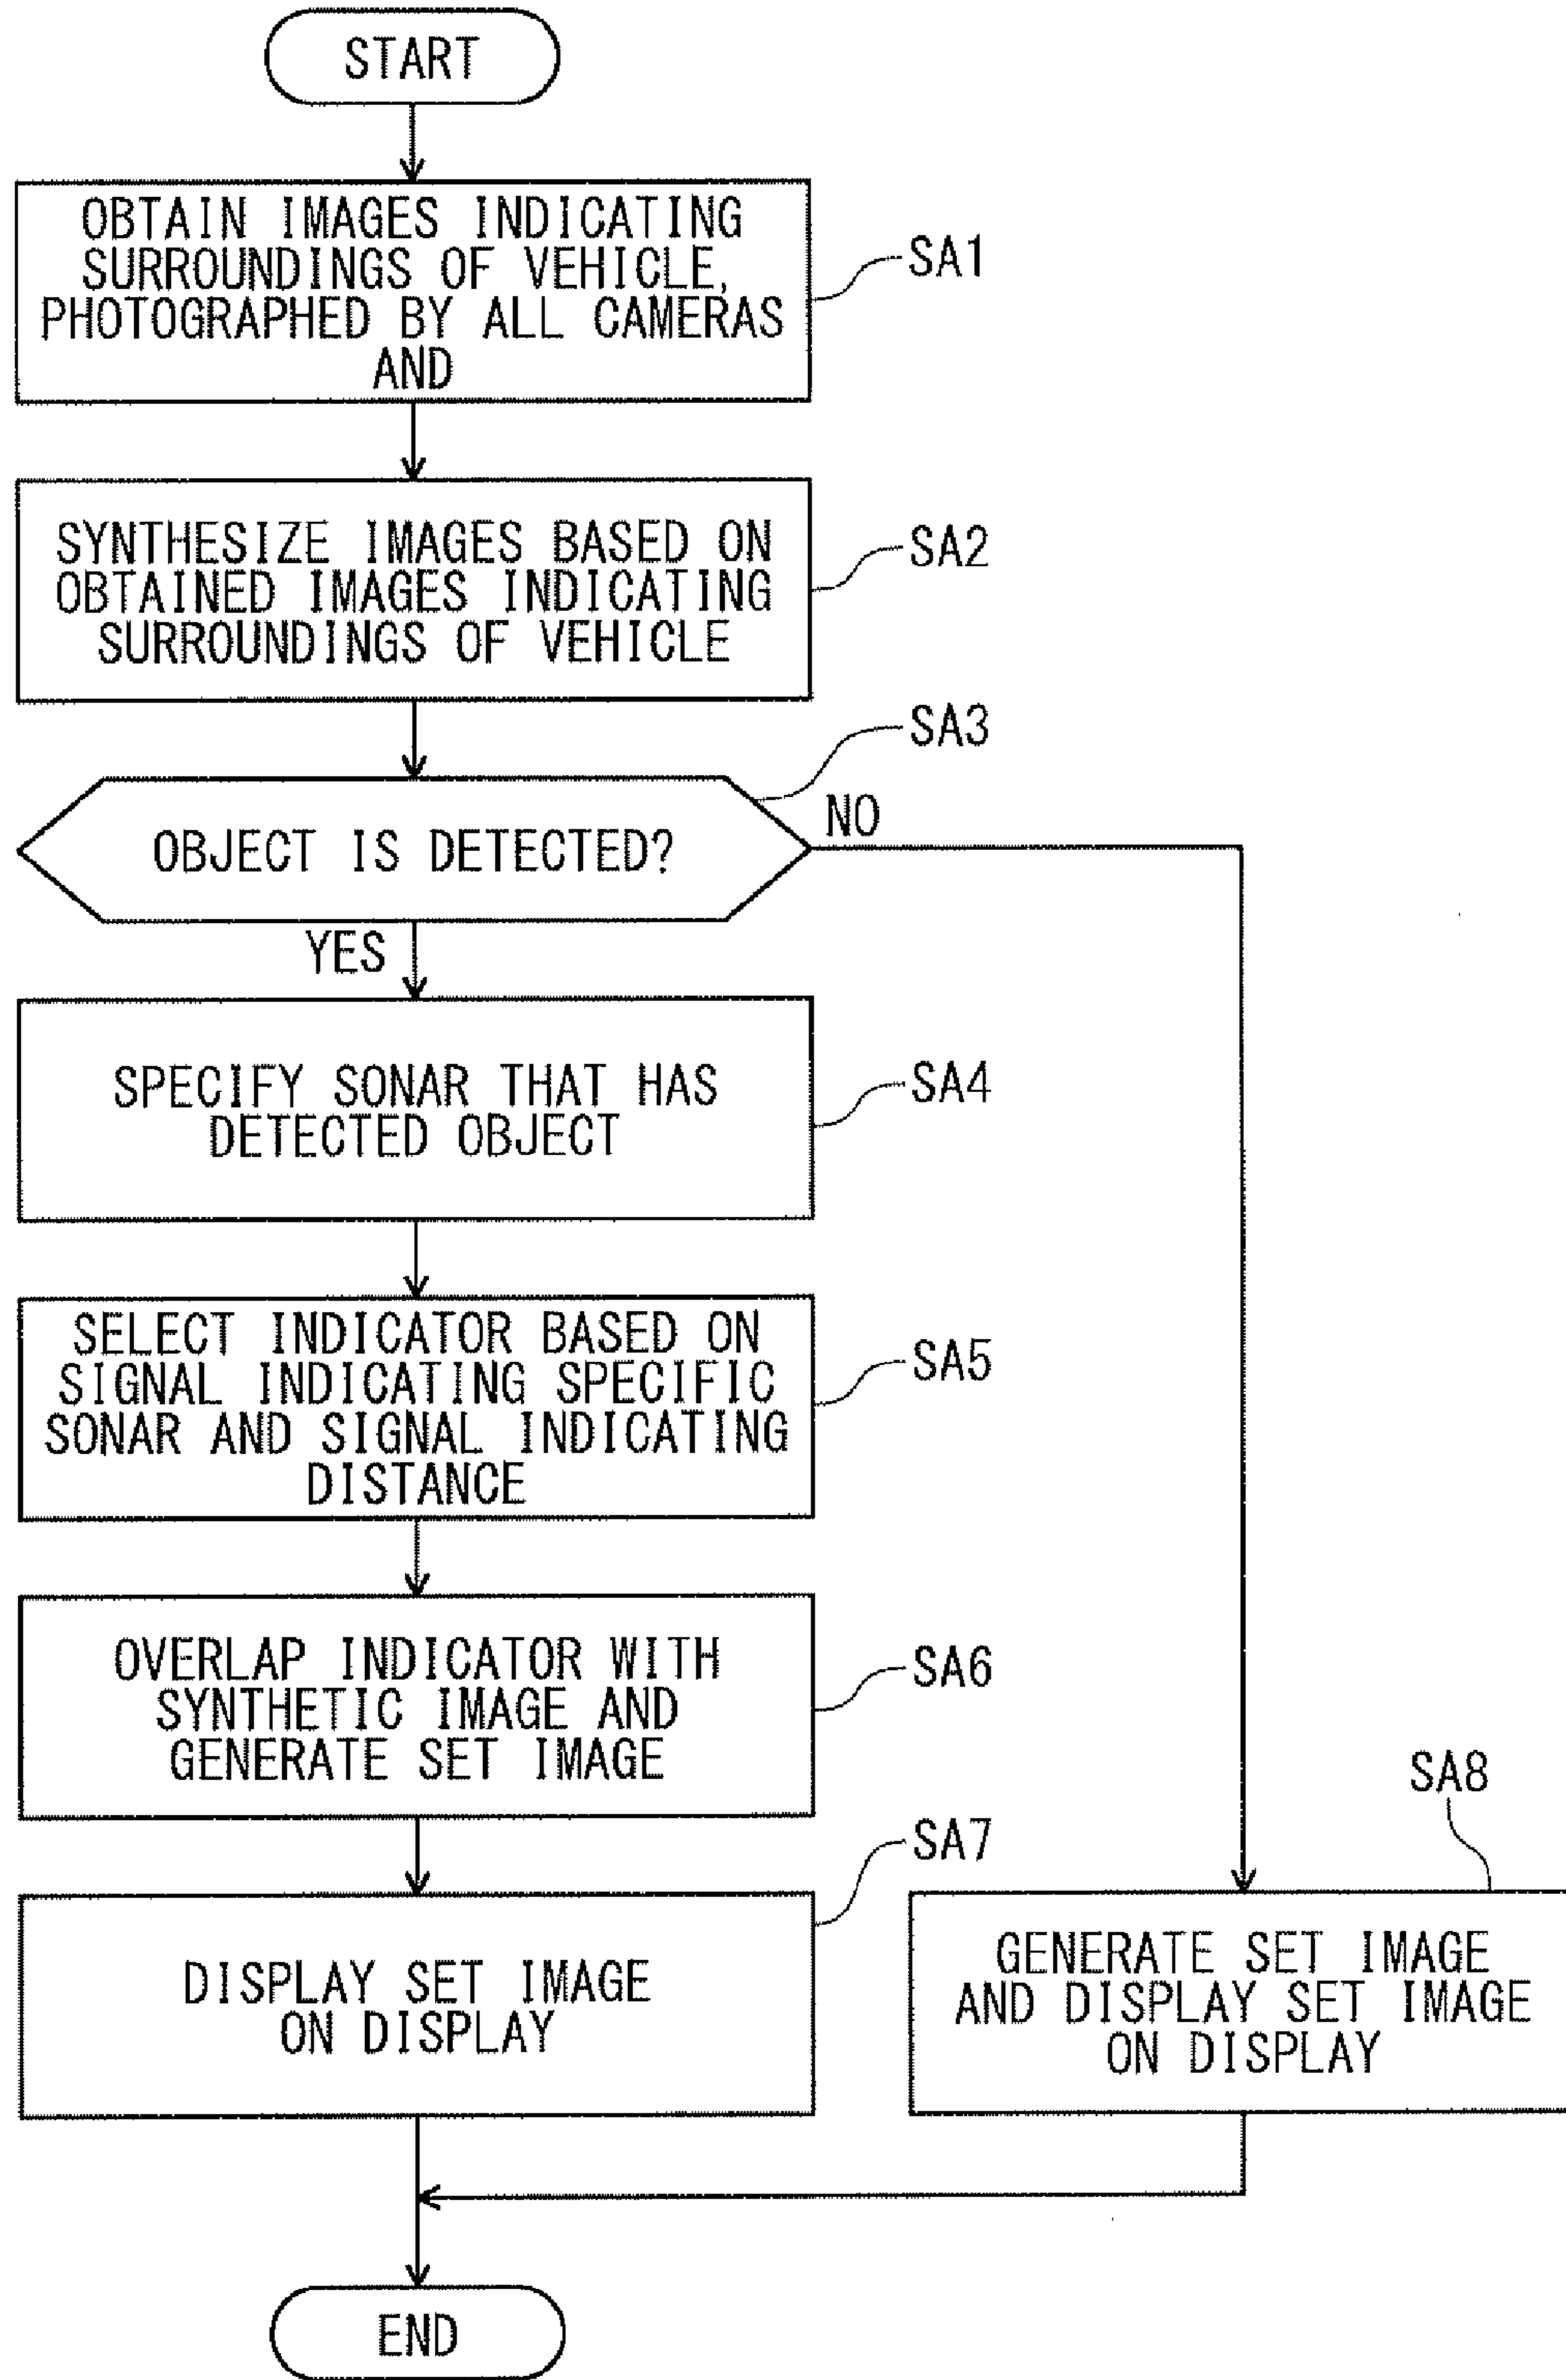 START
OBTAIN IMAGES INDICATING
SURROUNDINGS OF VEHICLE,
PHOTOGRAPHED BY ALL CAMERAS
AND
SA1
SYNTHESIZE IMAGES BASED ON
OBTAINED IMAGES INDICATING
SURROUNDINGS OF VEHICLE
SA2
SA3
OBJECT IS DETECTED?
NO
YES
SPECIFY SONAR THAT HAS
DETECTED OBJECT
SA4
SELECT INDICATOR BASED ON
SIGNAL INDICATING SPECIFIC
SONAR AND SIGNAL INDICATING
DISTANCE
SA5
OVERLAP INDICATOR WITH
SYNTHETIC IMAGE AND
GENERATE SET IMAGE
SA6
SA7
DISPLAY SET IMAGE
ON DISPLAY
SA8
GENERATE SET IMAGE
AND DISPLAY SET IMAGE
ON DISPLAY
END